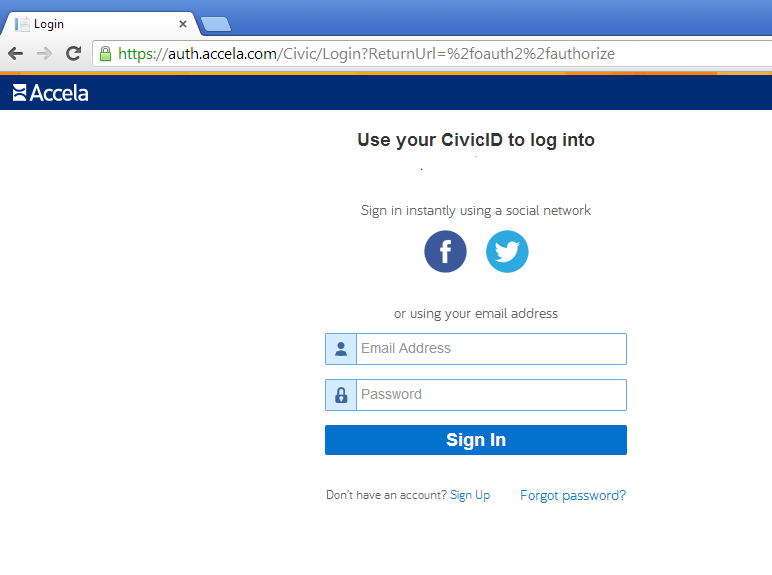 Login
https://auth.accela.com/Civic/Login?ReturnUrl=%2foauth2%2fauthorize
Accela
Use your CivicID to log into
Sign in instantly using a social network
or using your email address
Email Address
Password
Sign In
Don't have an account? Sign Up Forgot password?